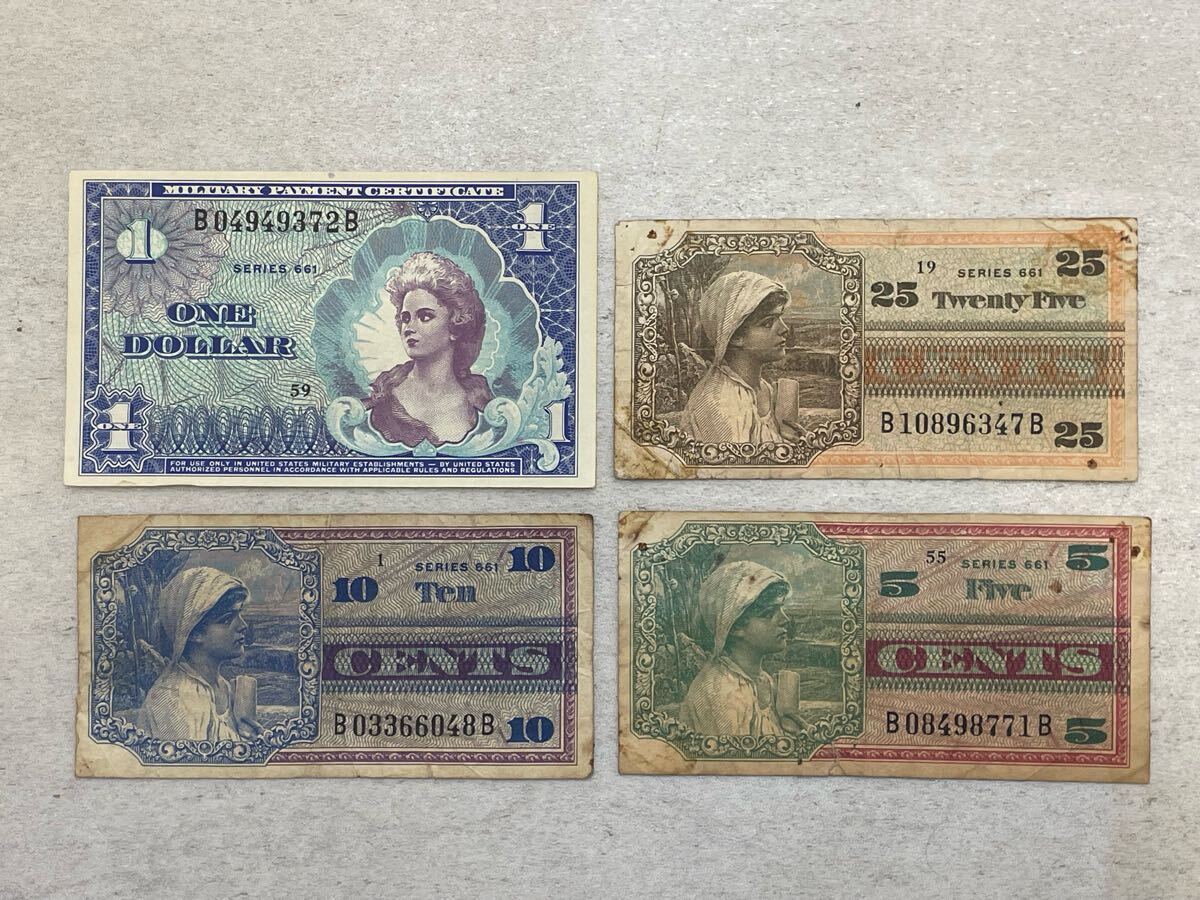 MILITARY PAYMENT CERTIFICATE
B04949372B
1
1
ONE
SERIES 661
ONE
DOLLAR
59
1
ONE
1
FOR USE ONLY IN UNITED STATES MILITARY ESTABLISHMENTS — BY UNITED STATES
AUTHORIZED PERSONNEL IN ACCORDANCE WITH APPLICABLE RULES AND REGULATIONS.
19 SERIES 661 25
25 Twenty Five
CENTS
B10896347B 25
1 SERIES 661 10
10 Ten
CENTS
B03366048B 10
55 SERIES 661 5
5 Five
CENTS
B08498771B 5